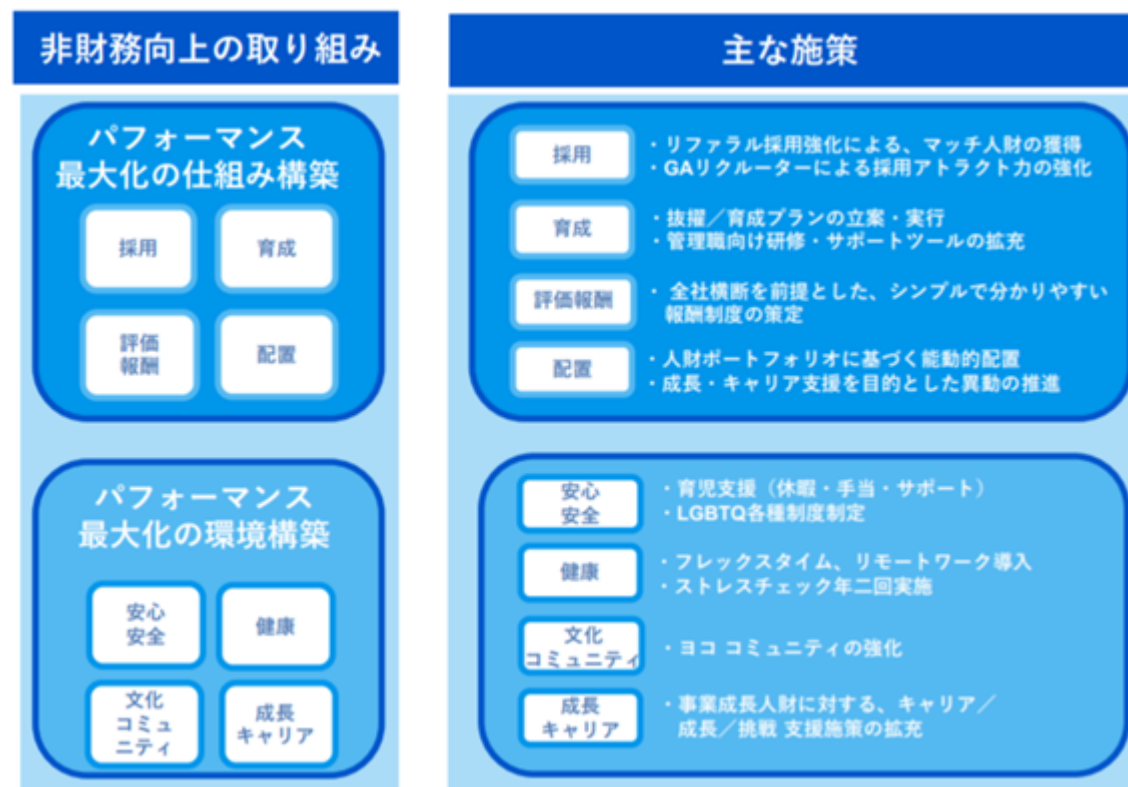 非財務向上の取り組み
パフォーマンス
最大化の仕組み構築
採用
育成
評価
報酬
配置
パフォーマンス
最大化の環境構築
安心
安全
健康
文化
コミュ
ニティ
成長
キャリア
主な施策
採用
・リファラル採用強化による、マッチ人財の獲得
・GAリクルーターによる採用アトラクト力の強化
育成
・抜擢／育成プランの立案・実行
・管理職向け研修・サポートツールの拡充
評価報酬
・ 全社横断を前提とした、シンプルで分かりやすい
報酬制度の策定
配置
・人財ポートフォリオに基づく能動的配置
・成長・キャリア支援を目的とした異動の推進
安心
安全
・育児支援（休暇・手当・サポート）
・LGBTQ各種制度制定
健康
・フレックスタイム、リモートワーク導入
・ストレスチェック年二回実施
文化
コミュニティ
・ヨコ コミュニティの強化
成長
キャリア
・事業成長人財に対する、キャリア／
成長／挑戦 支援施策の拡充